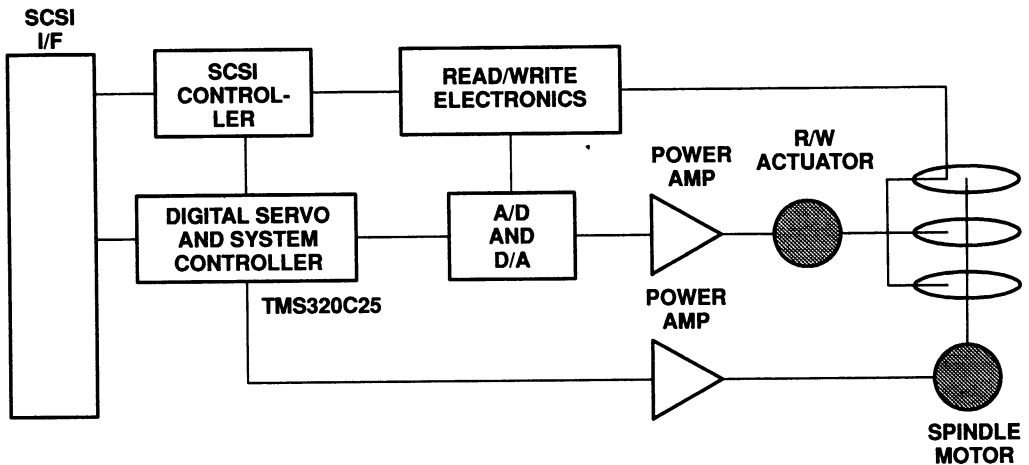 SCSI
I/F
SCSI
CONTROL-
LER
READ/WRITE
ELECTRONICS
POWER
AMP
R/W
ACTUATOR
DIGITAL SERVO
AND SYSTEM
CONTROLLER
A/D
AND
D/A
TMS320C25
POWER
AMP
SPINDLE
MOTOR